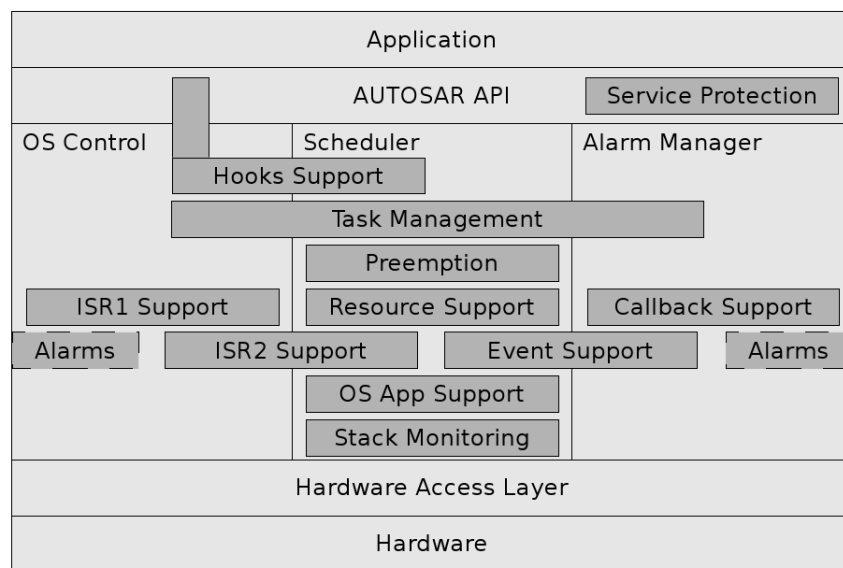 Application
AUTOSAR API
Service Protection
OS Control
Scheduler
Alarm Manager
Hooks Support
Task Management
Preemption
ISR1 Support
Resource Support
Callback Support
Alarms
ISR2 Support
Event Support
Alarms
OS App Support
Stack Monitoring
Hardware Access Layer
Hardware